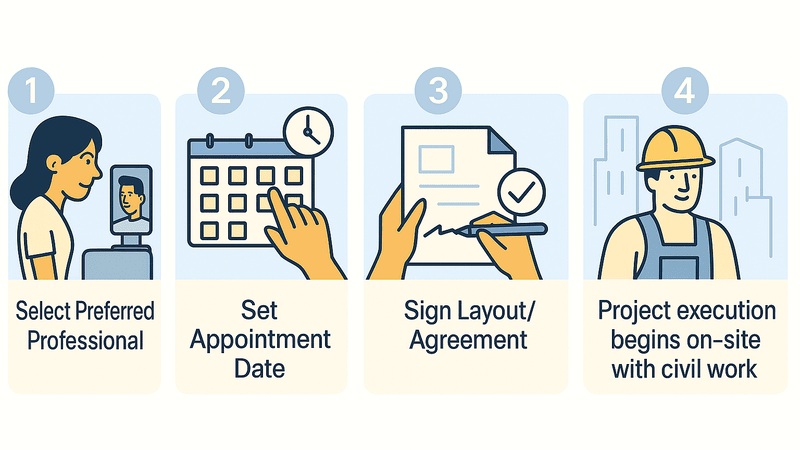 1
Select Preferred
Professional
2
Set
Appointment
Date
3
Sign Layout/
Agreement
4
Project execution
begins on-site
with civil work